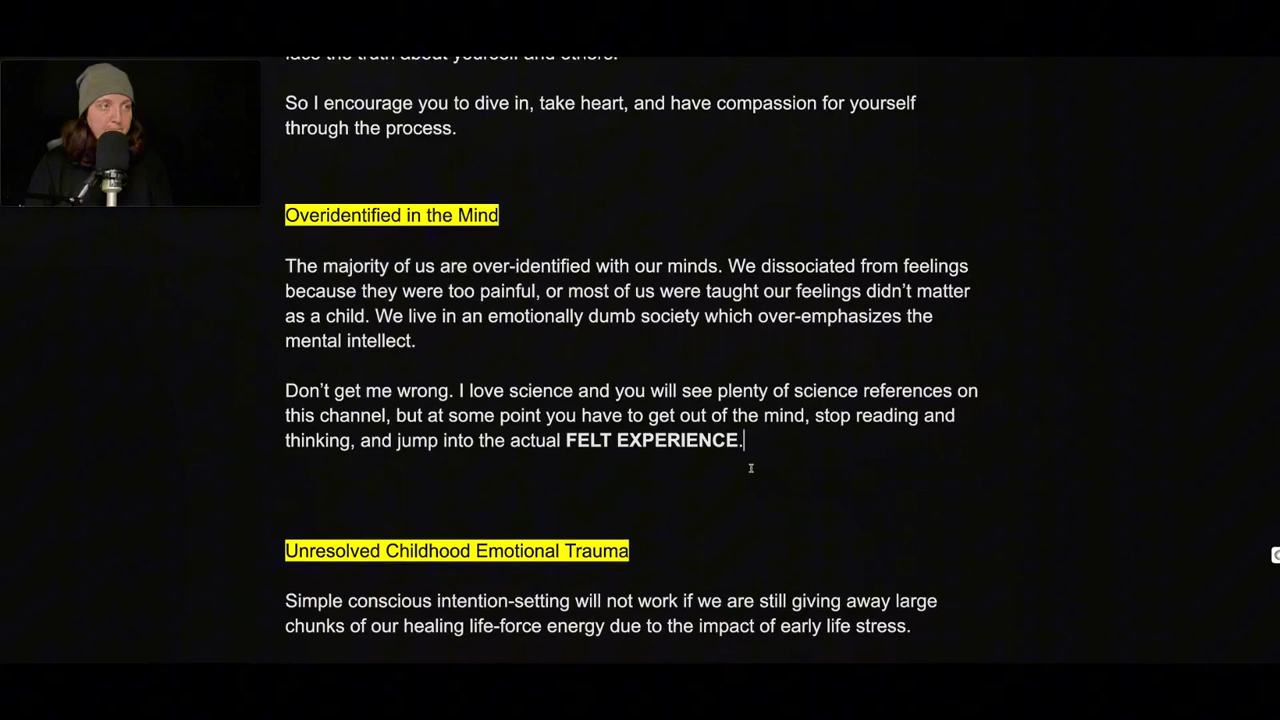 face the truth about yourself and others.
So I encourage you to dive in, take heart, and have compassion for yourself
through the process.
Overidentified in the Mind
The majority of us are over-identified with our minds. We dissociated from feelings
because they were too painful, or most of us were taught our feelings didn’t matter
as a child. We live in an emotionally dumb society which over-emphasizes the
mental intellect.
Don’t get me wrong. I love science and you will see plenty of science references on
this channel, but at some point you have to get out of the mind, stop reading and
thinking, and jump into the actual FELT EXPERIENCE.
Unresolved Childhood Emotional Trauma
Simple conscious intention-setting will not work if we are still giving away large
chunks of our healing life-force energy due to the impact of early life stress.